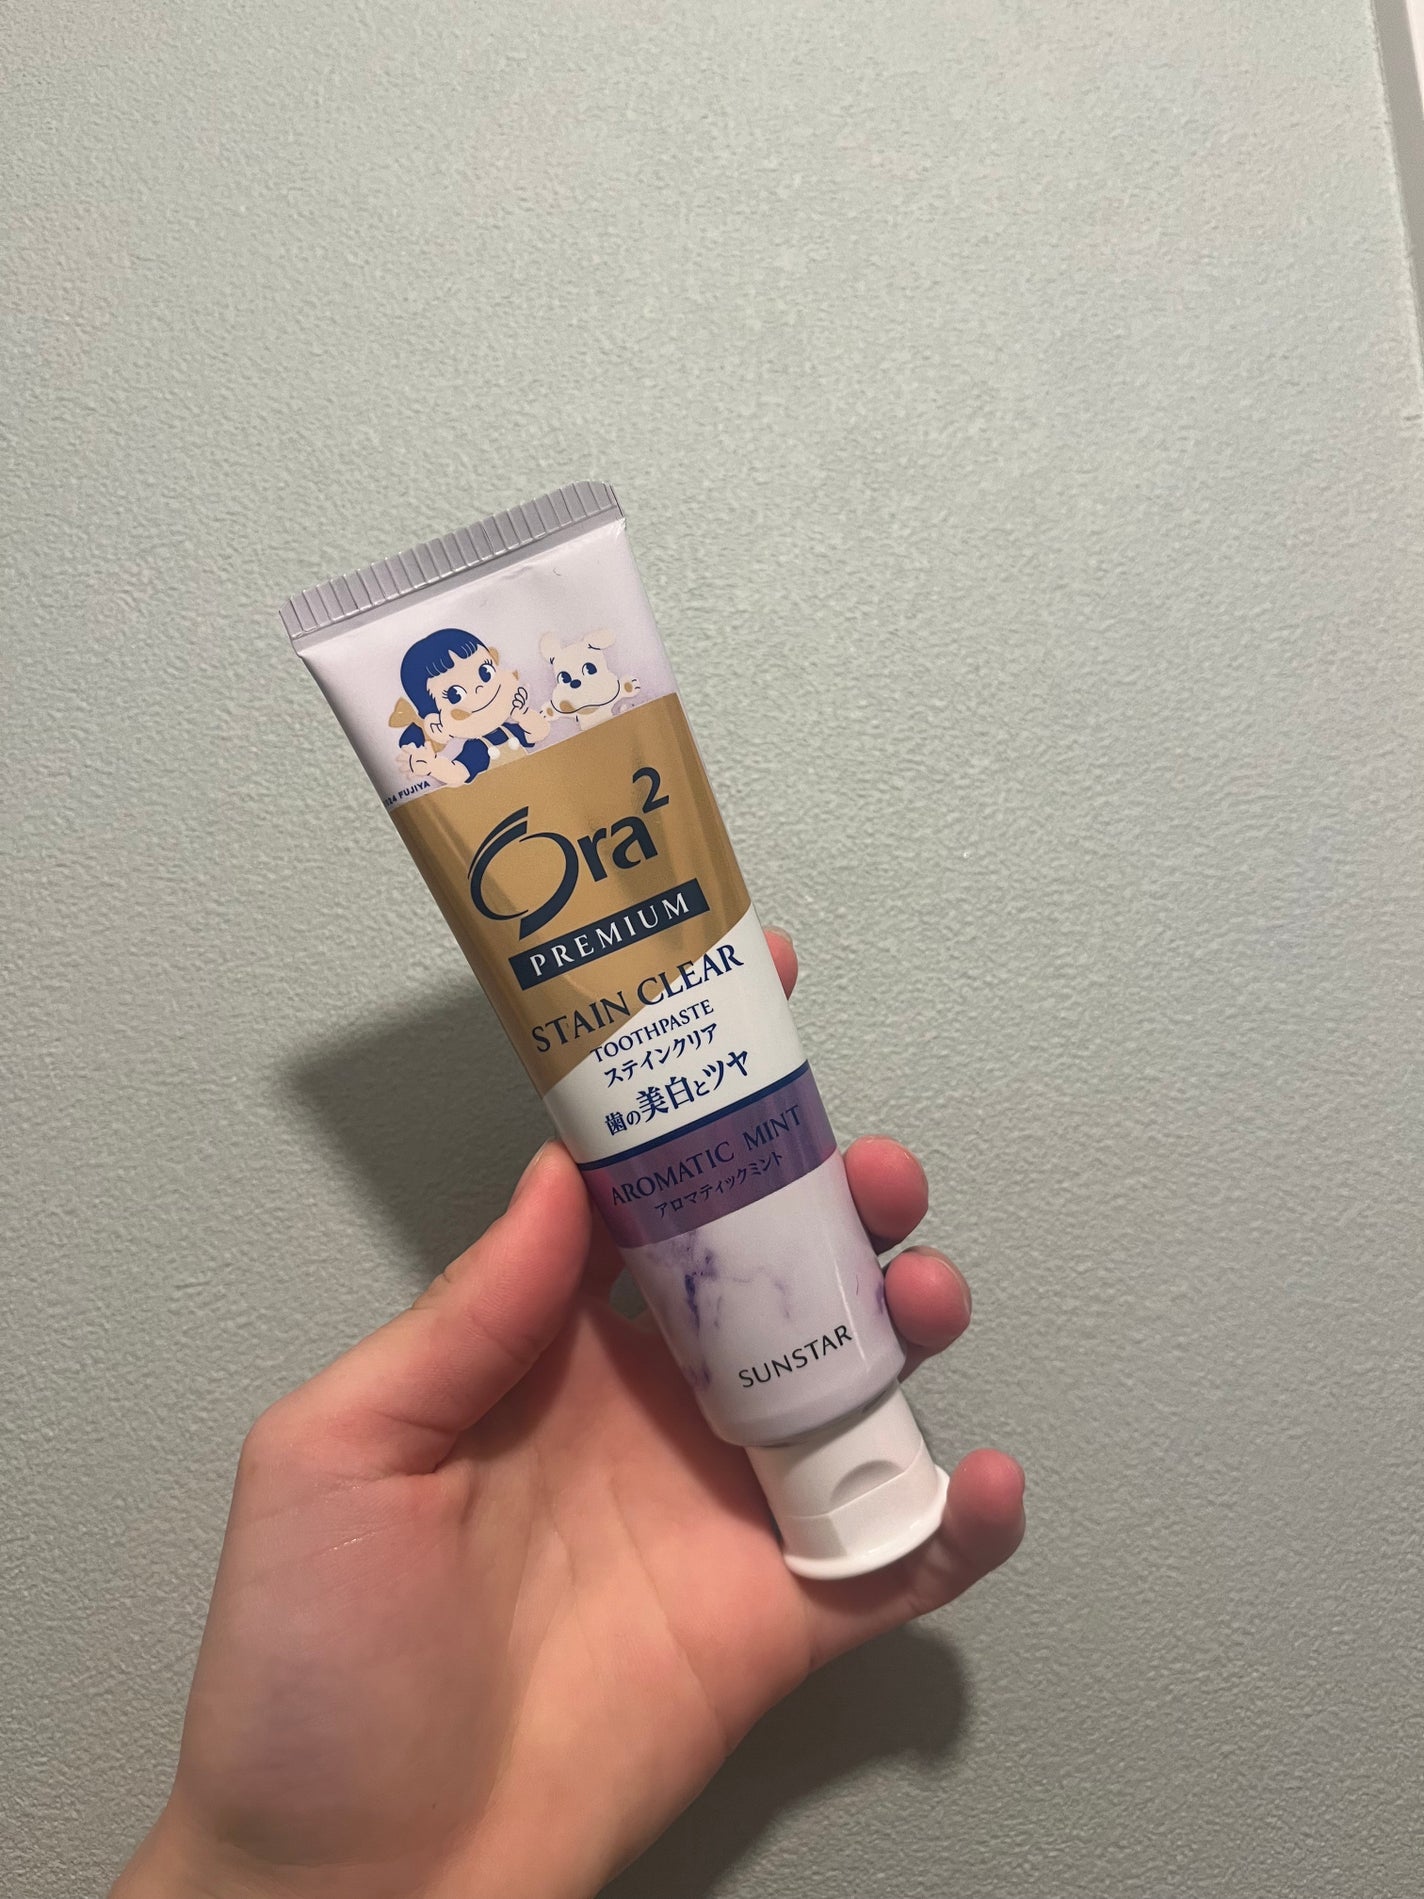 FUJIYA
Ora²
PREMIUM
STAIN CLEAR
TOOTHPASTE
ステインクリア
歯の美白とツヤ
AROMATIC MINT
アロマティックミント
SUNSTAR